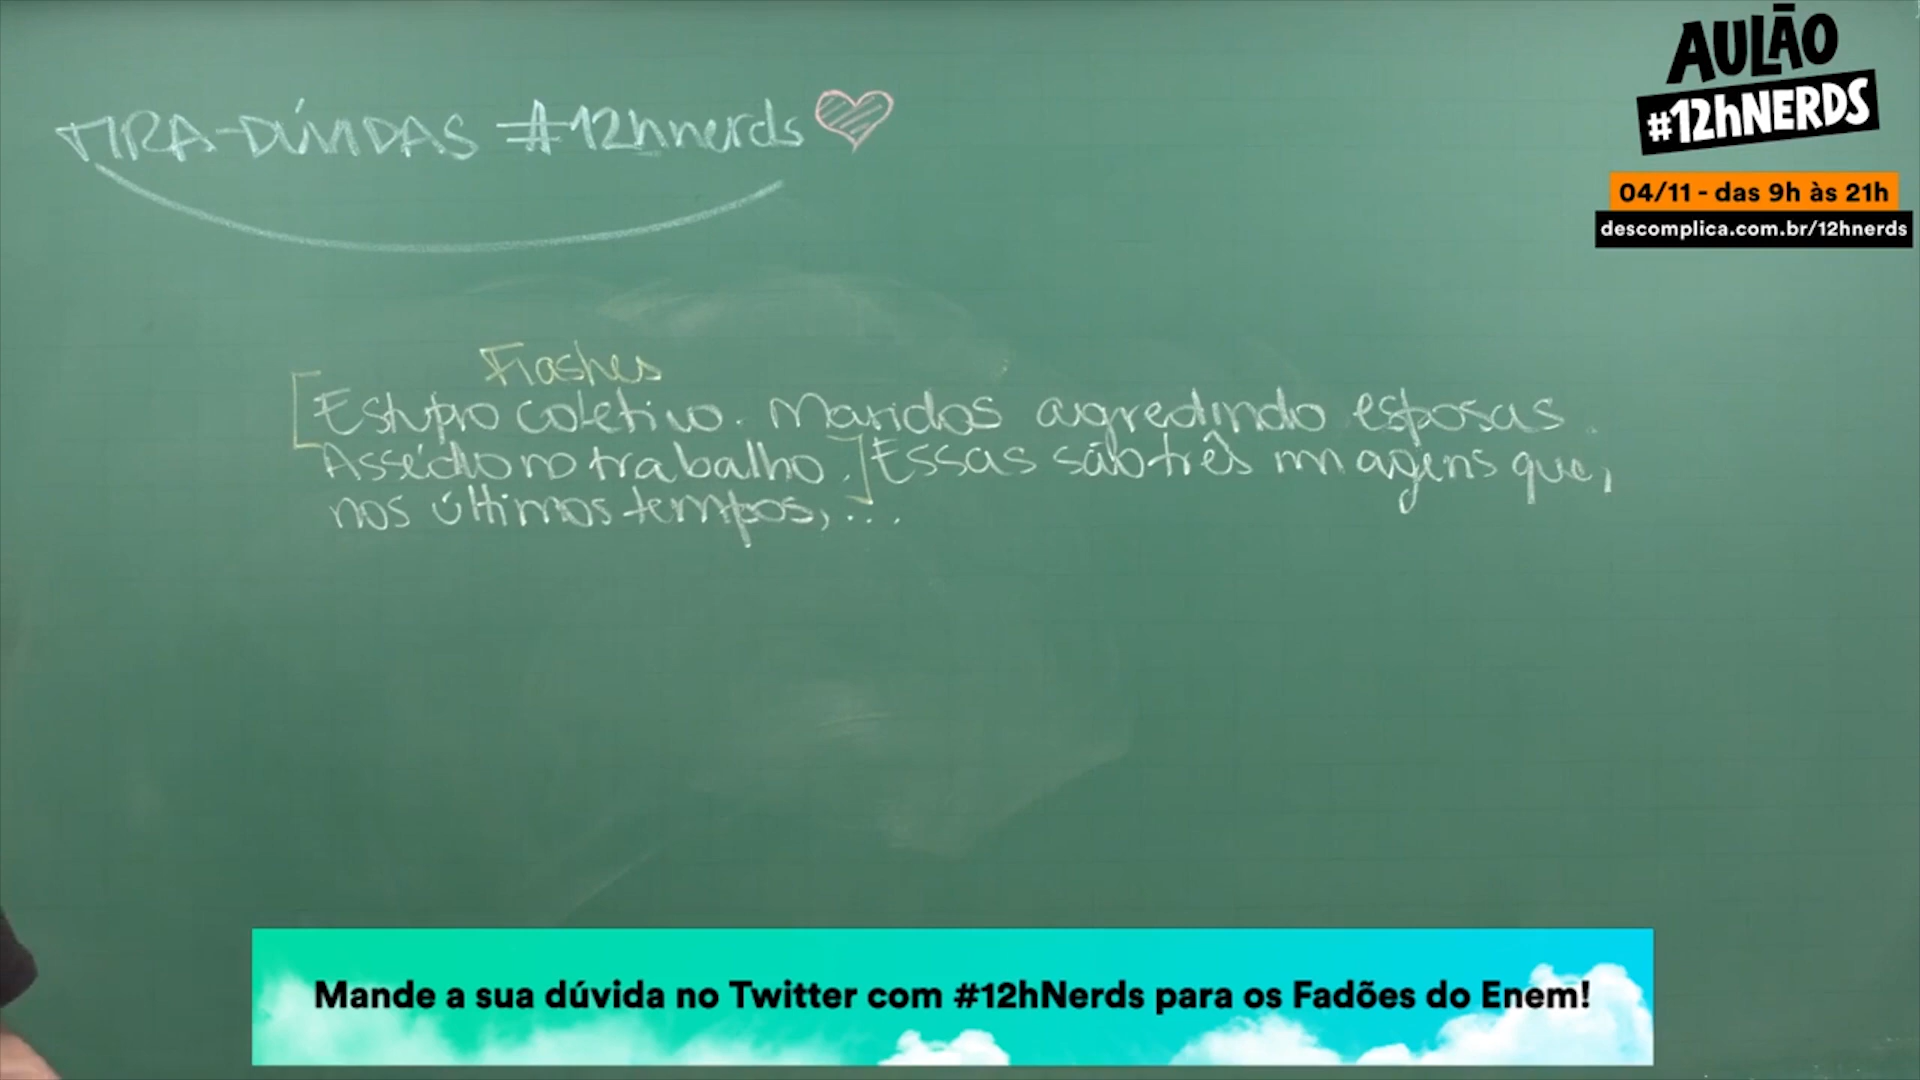 AULÃO
#12hNERDS
04/11 - das 9h às 21h
descomplica.com.br/12hnerds
TIRA-DÚVIDAS #12hnerds
Flashes
[Estupro coletivo. Maridos agredindo esposas.
Assédio no trabalho.] Essas são três imagens que,
nos últimos tempos, ...
Mande a sua dúvida no Twitter com #12hNerds para os Fadões do Enem!